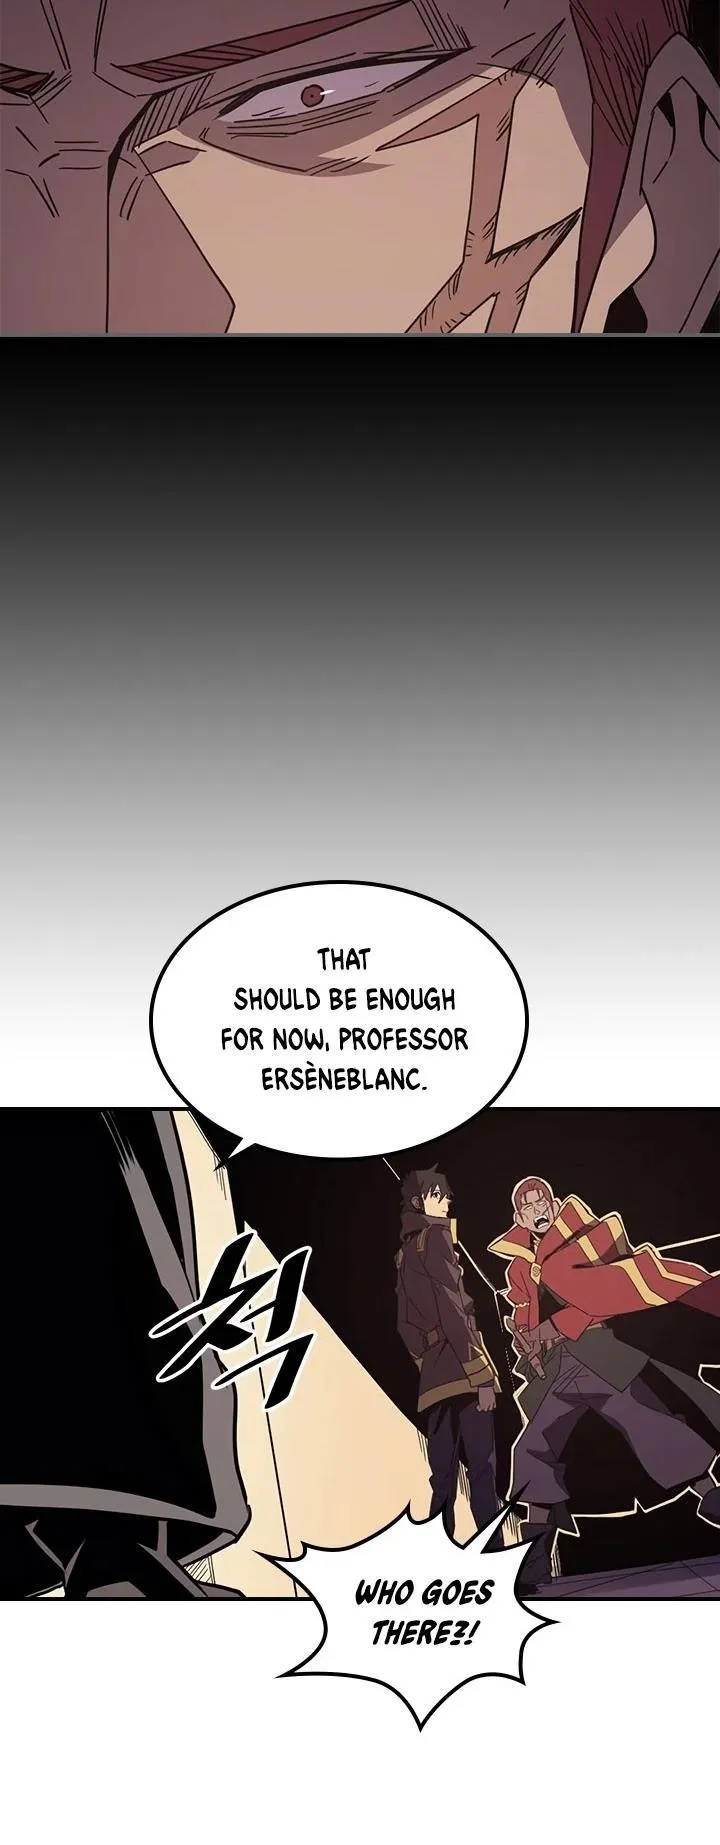 THAT
SHOULD BE ENOUGH
FOR NOW, PROFESSOR
ERSÈNEBLANC.
척
WHO GOES
THERE?!